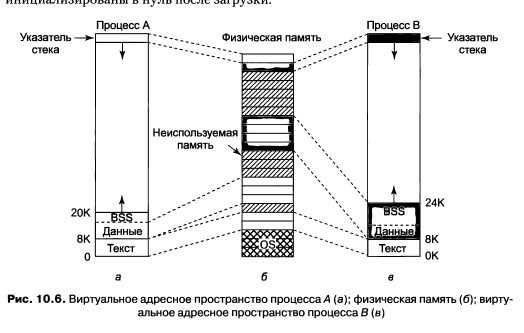 инициализированы в нуль после загрузки.
Процесс A
Физическая память
Процесс B
Указатель
стека
Указатель
стека
Неиспользуемая
память
20K
BSS
Данные
8K
Текст
0
OS
24K
BSS
Данные
8K
Текст
0K
а
б
в
Рис. 10.6. Виртуальное адресное пространство процесса A (а); физическая память (б); вирту-
альное адресное пространство процесса B (в)